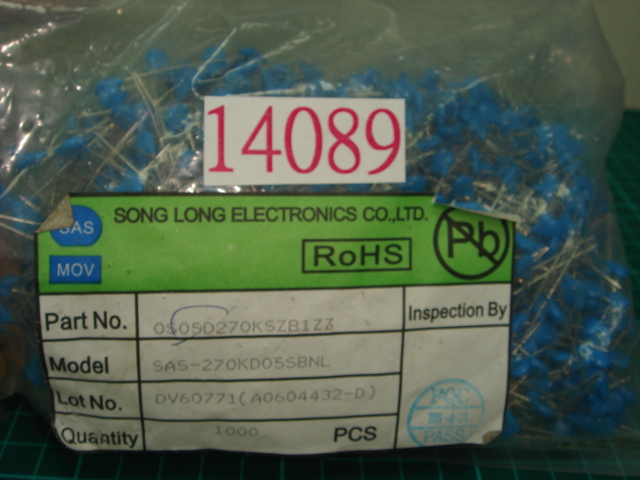 14089
SAS
SONG LONG ELECTRONICS CO.,LTD.
MOV
RoHS
Pb
Part No. OS05D270KSZB1ZZ
Inspection By
Model SAS-270KD05SBNL
Lot No. DV60771(A0604432-D)
Quantity 1000 PCS
PASS